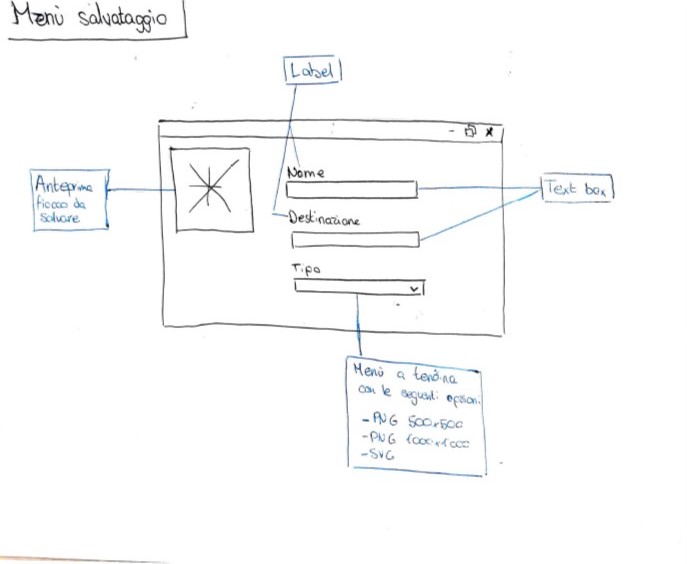 Menù salvataggio
Label
Nome
Anteprima
fiocco da
salvare
Text box
Destinazione
Tipo
Menù a tendina
con le seguenti opzioni
-PNG 500x500
-PNG 1000x1000
-SVG